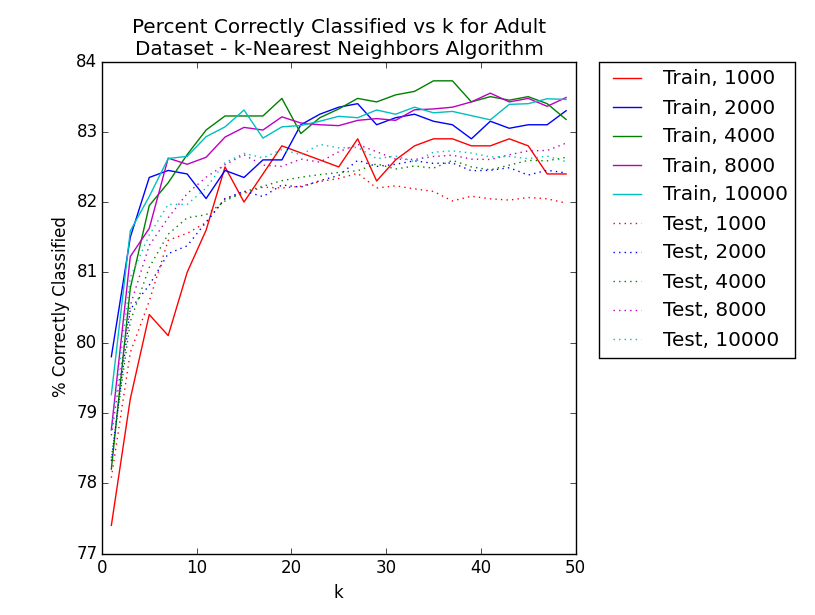 Percent Correctly Classified vs k for Adult
Dataset - k-Nearest Neighbors Algorithm
84
83
82
81
80
79
78
77
% Correctly Classified
0 10 20 30 40 50
k
Train, 1000
Train, 2000
Train, 4000
Train, 8000
Train, 10000
Test, 1000
Test, 2000
Test, 4000
Test, 8000
Test, 10000